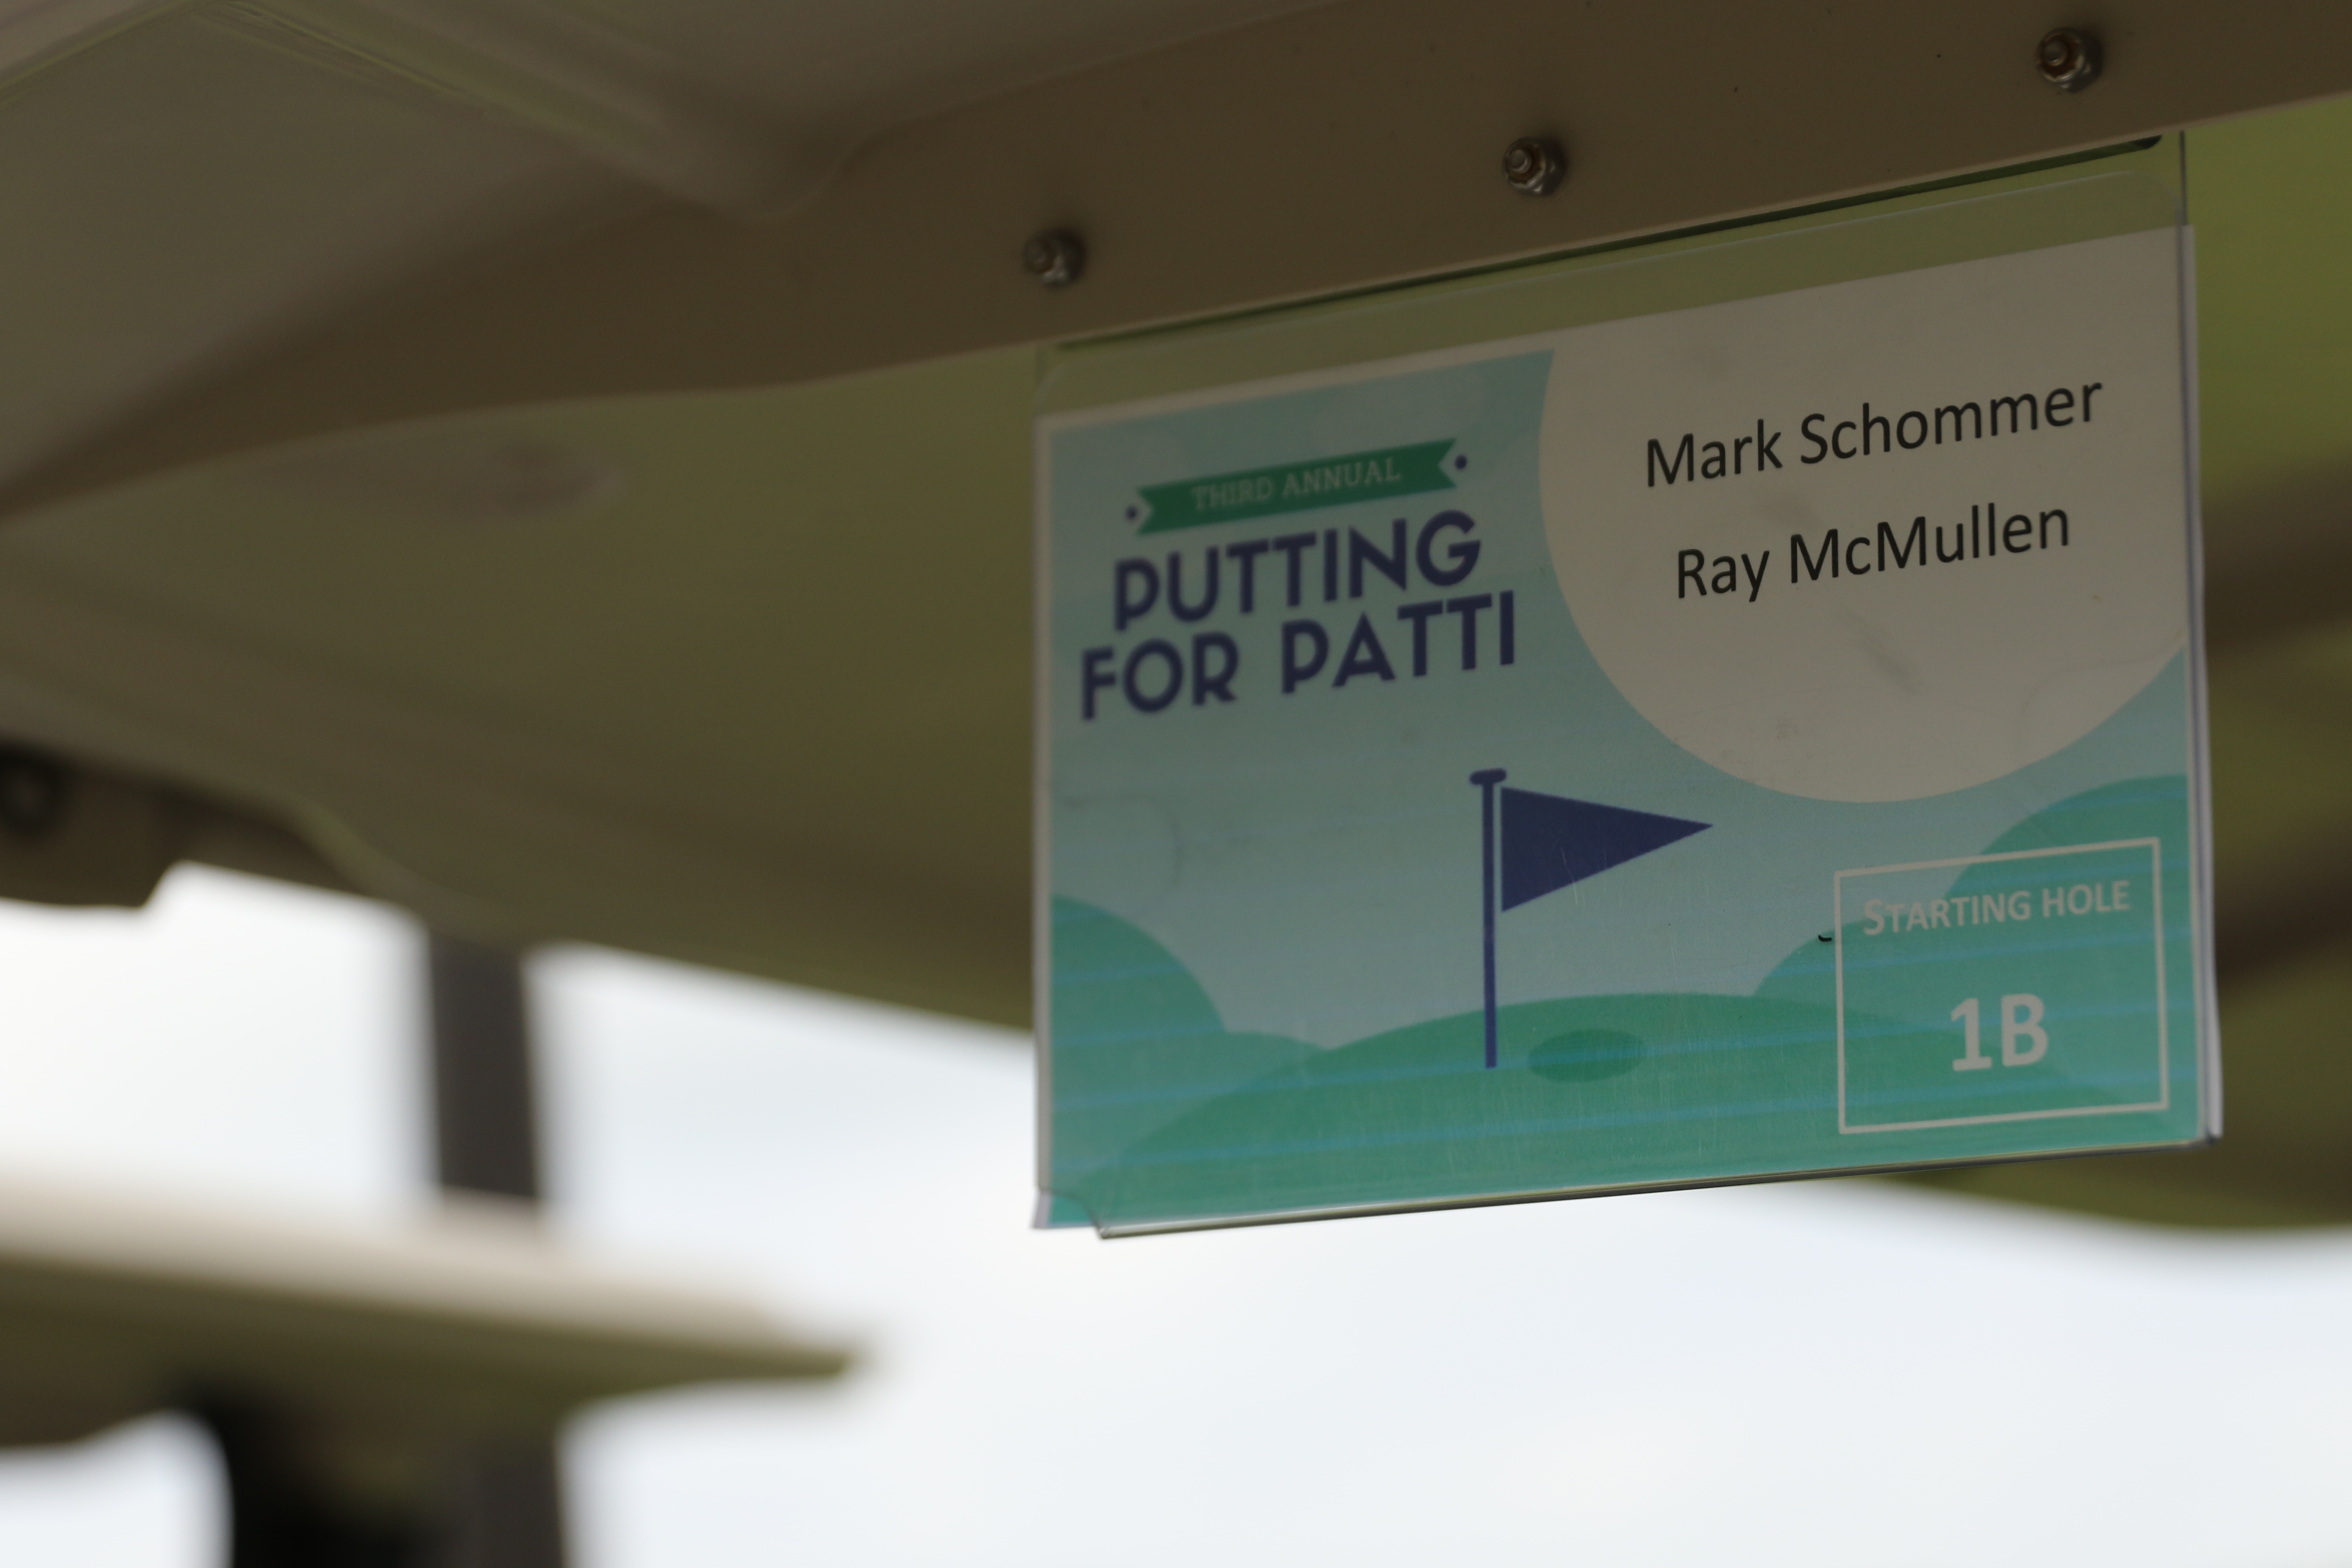 THIRD ANNUAL
PUTTING
FOR PATTI
Mark Schommer
Ray McMullen
STARTING HOLE
1B